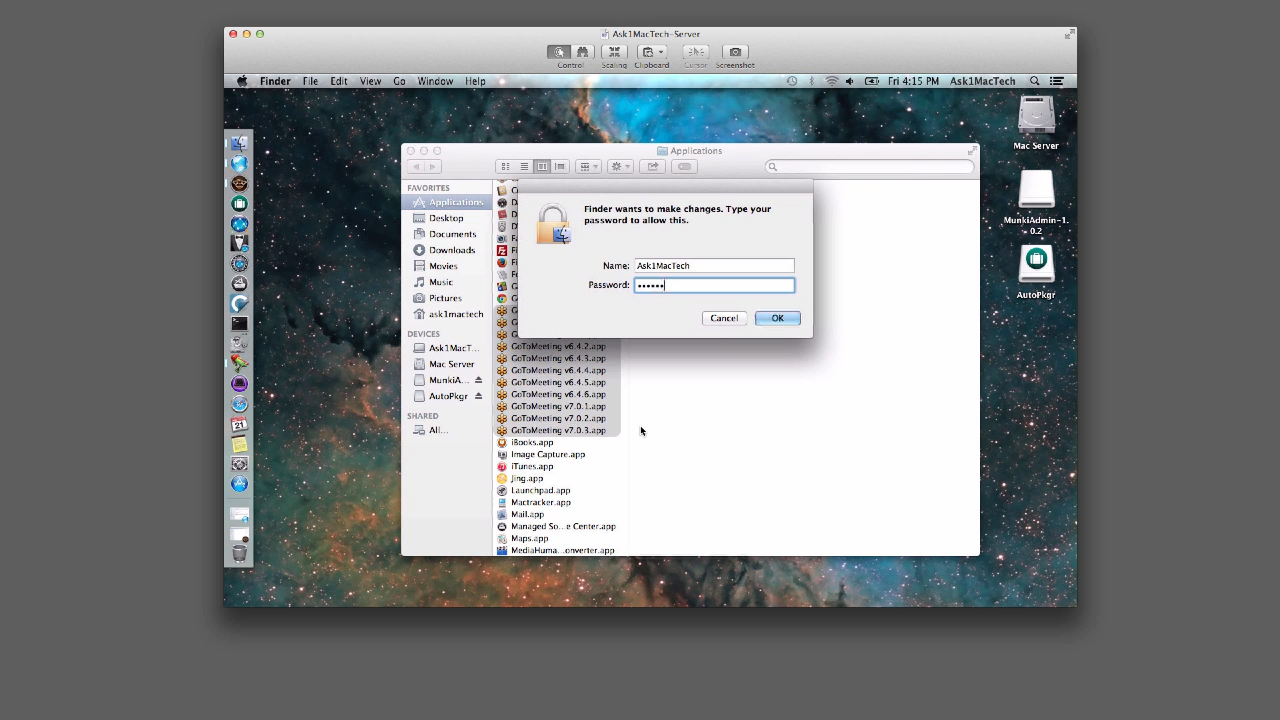 Ask1MacTech-Server
Control
Scaling
Clipboard
Cursor
Screenshot
Finder File Edit View Go Window Help
Fri 4:15 PM Ask1MacTech
Mac Server
MunkiAdmin-1.
0.2
AutoPkgr
Applications
FAVORITES
Applications
Desktop
Documents
Downloads
Movies
Music
Pictures
ask1mactech
DEVICES
Ask1MacT...
Mac Server
MunkiA...
AutoPkgr
SHARED
All...
Finder wants to make changes. Type your
password to allow this.
Name: Ask1MacTech
Password: ••••••
Cancel
OK
GoToMeeting v6.4.2.app
GoToMeeting v6.4.3.app
GoToMeeting v6.4.4.app
GoToMeeting v6.4.5.app
GoToMeeting v6.4.6.app
GoToMeeting v7.0.1.app
GoToMeeting v7.0.2.app
GoToMeeting v7.0.3.app
iBooks.app
Image Capture.app
iTunes.app
Jing.app
Launchpad.app
Mactracker.app
Mail.app
Managed So...e Center.app
Maps.app
MediaHuma...onverter.app
21